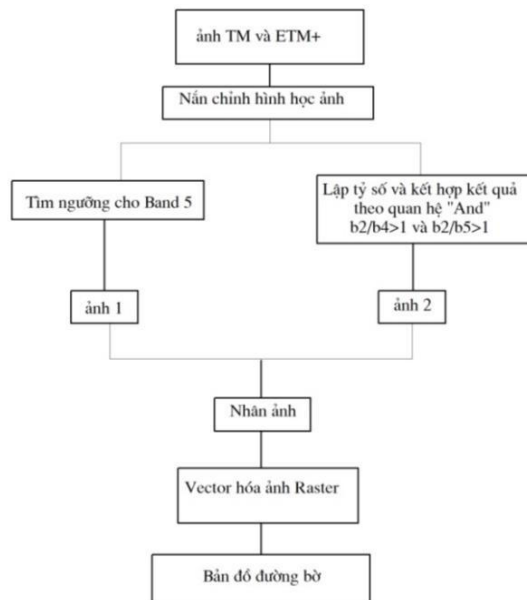 ảnh TM và ETM+
Nắn chỉnh hình học ảnh
Tìm ngưỡng cho Band 5
Lập tỷ số và kết hợp kết quả
theo quan hệ "And"
b2/b4>1 và b2/b5>1
ảnh 1
ảnh 2
Nhân ảnh
Vector hóa ảnh Raster
Bản đồ đường bờ